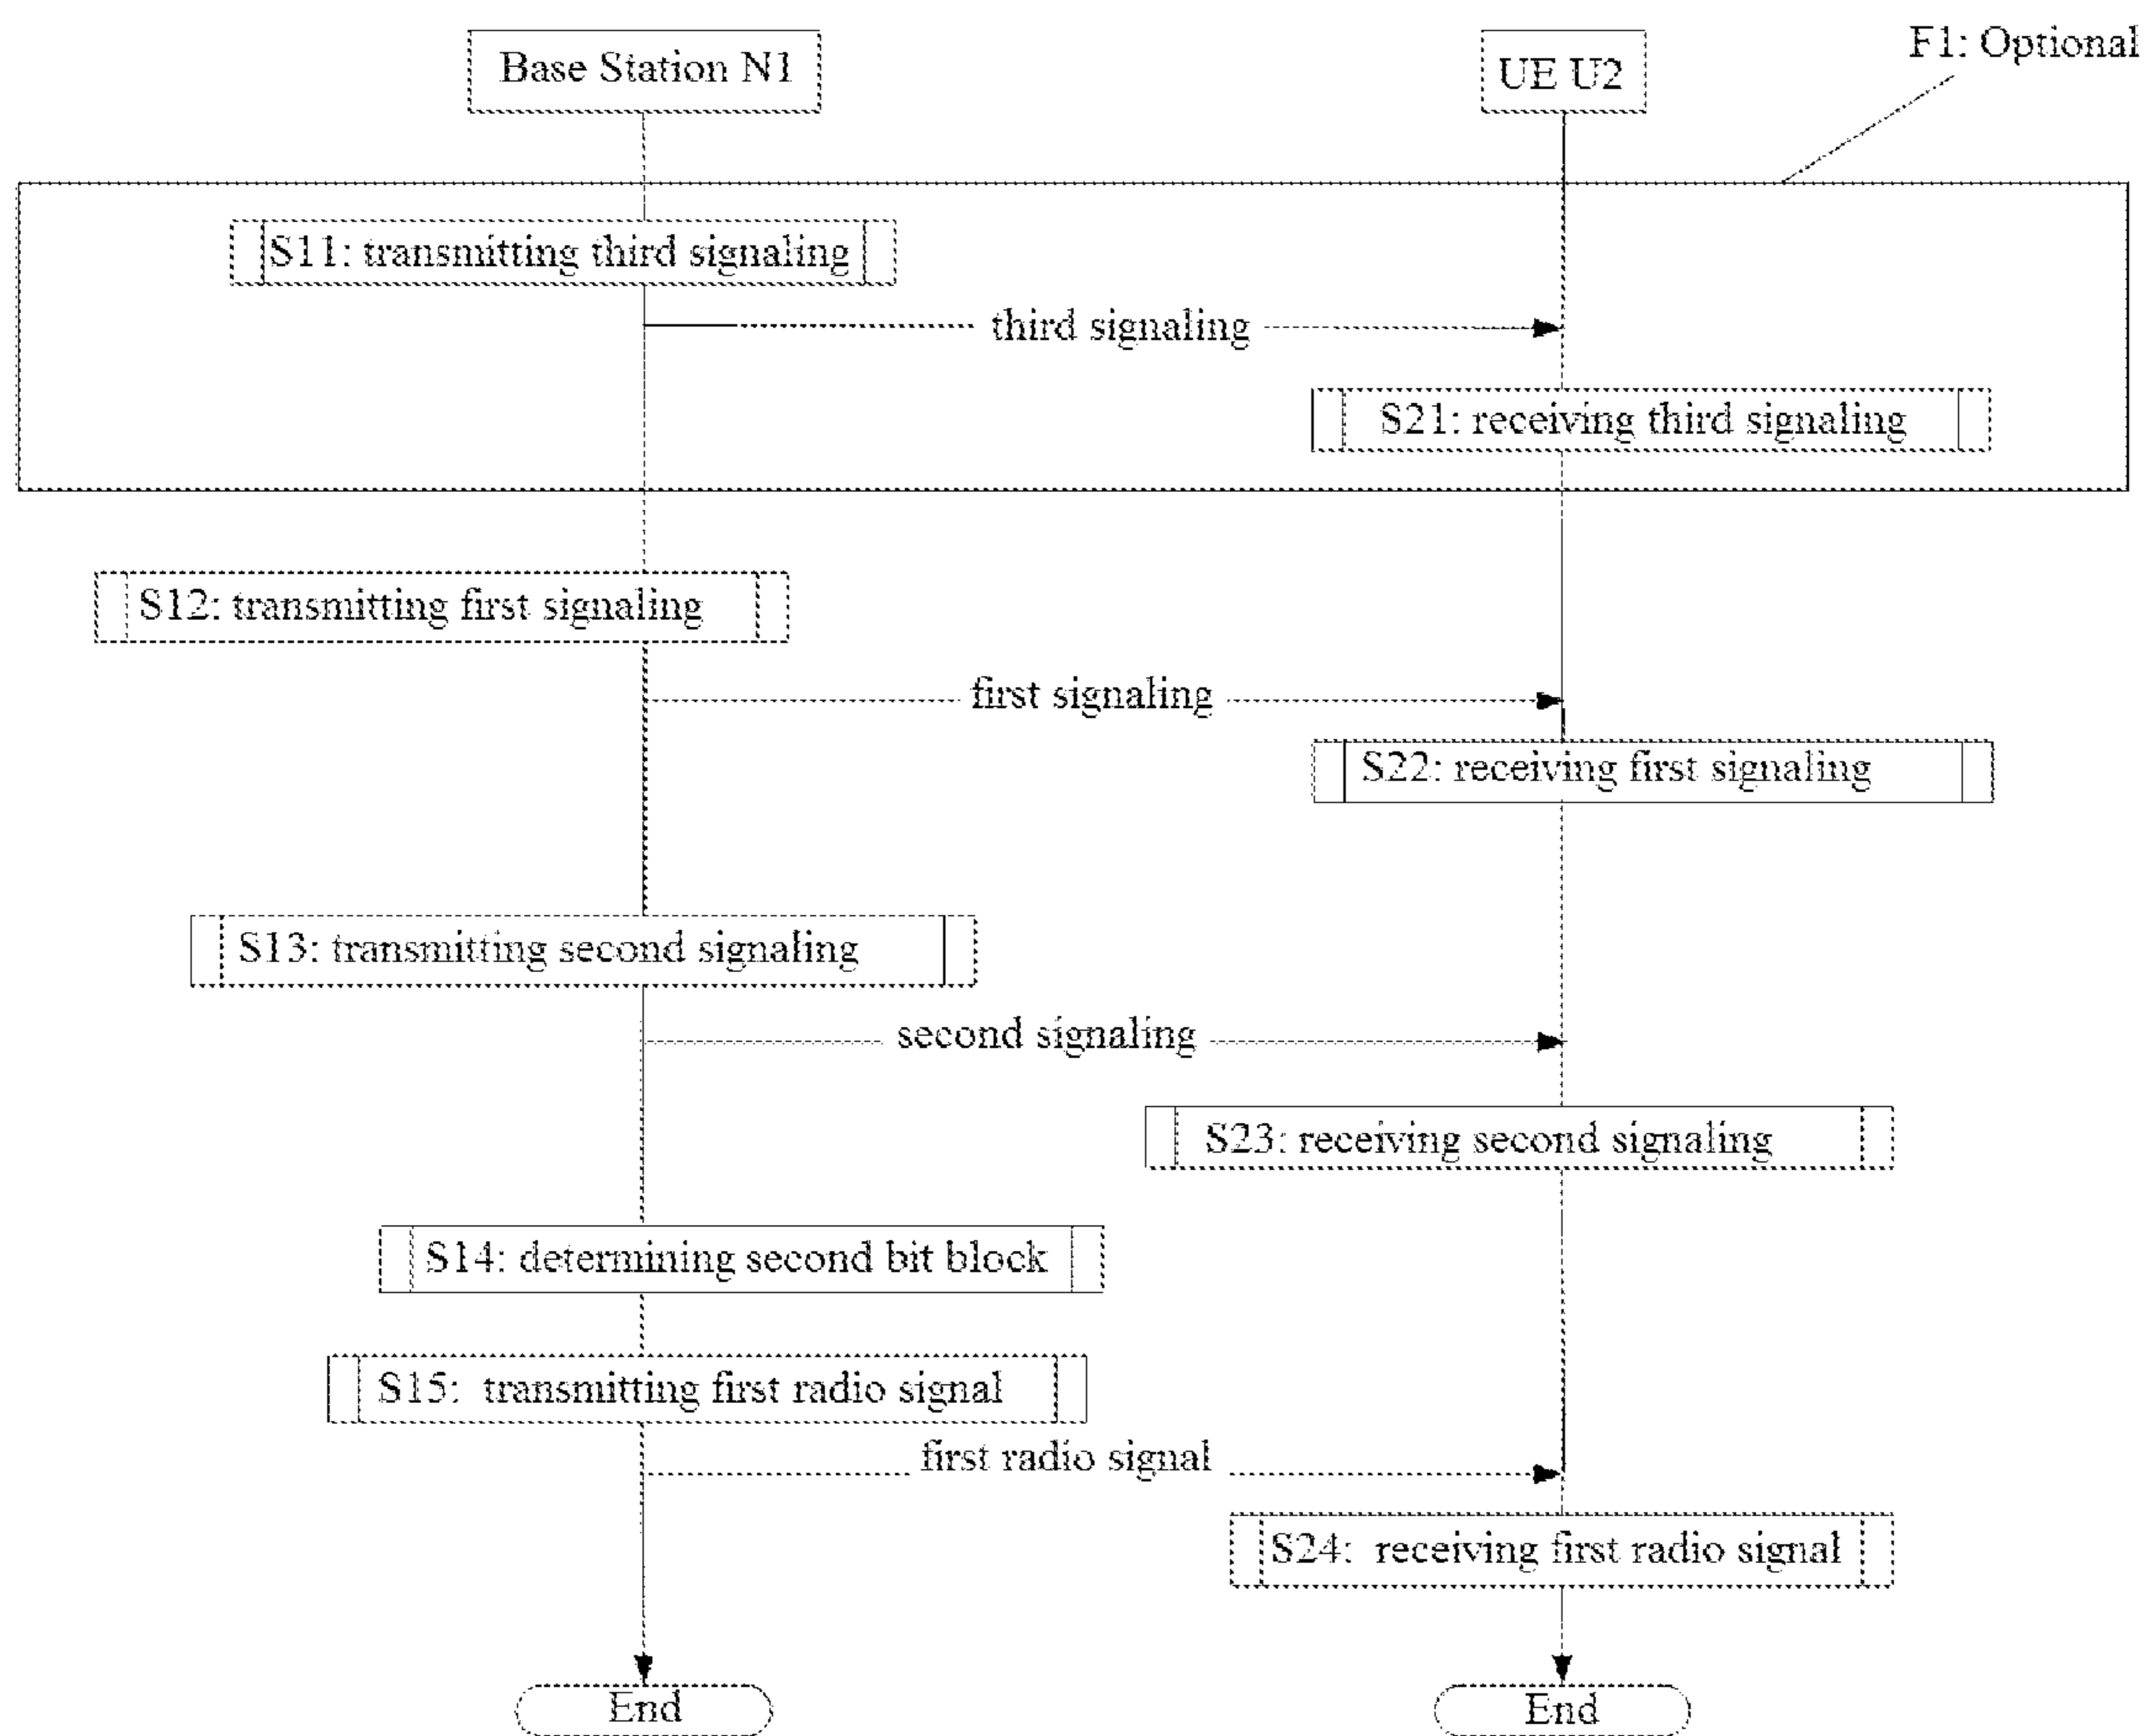 Base Station N1
UE U2
F1: Optional
S11: transmitting third signaling
third signaling
S21: receiving third signaling
S12: transmitting first signaling
first signaling
S22: receiving first signaling
S13: transmitting second signaling
second signaling
S23: receiving second signaling
S14: determining second bit block
S15: transmitting first radio signal
first radio signal
S24: receiving first radio signal
End
End